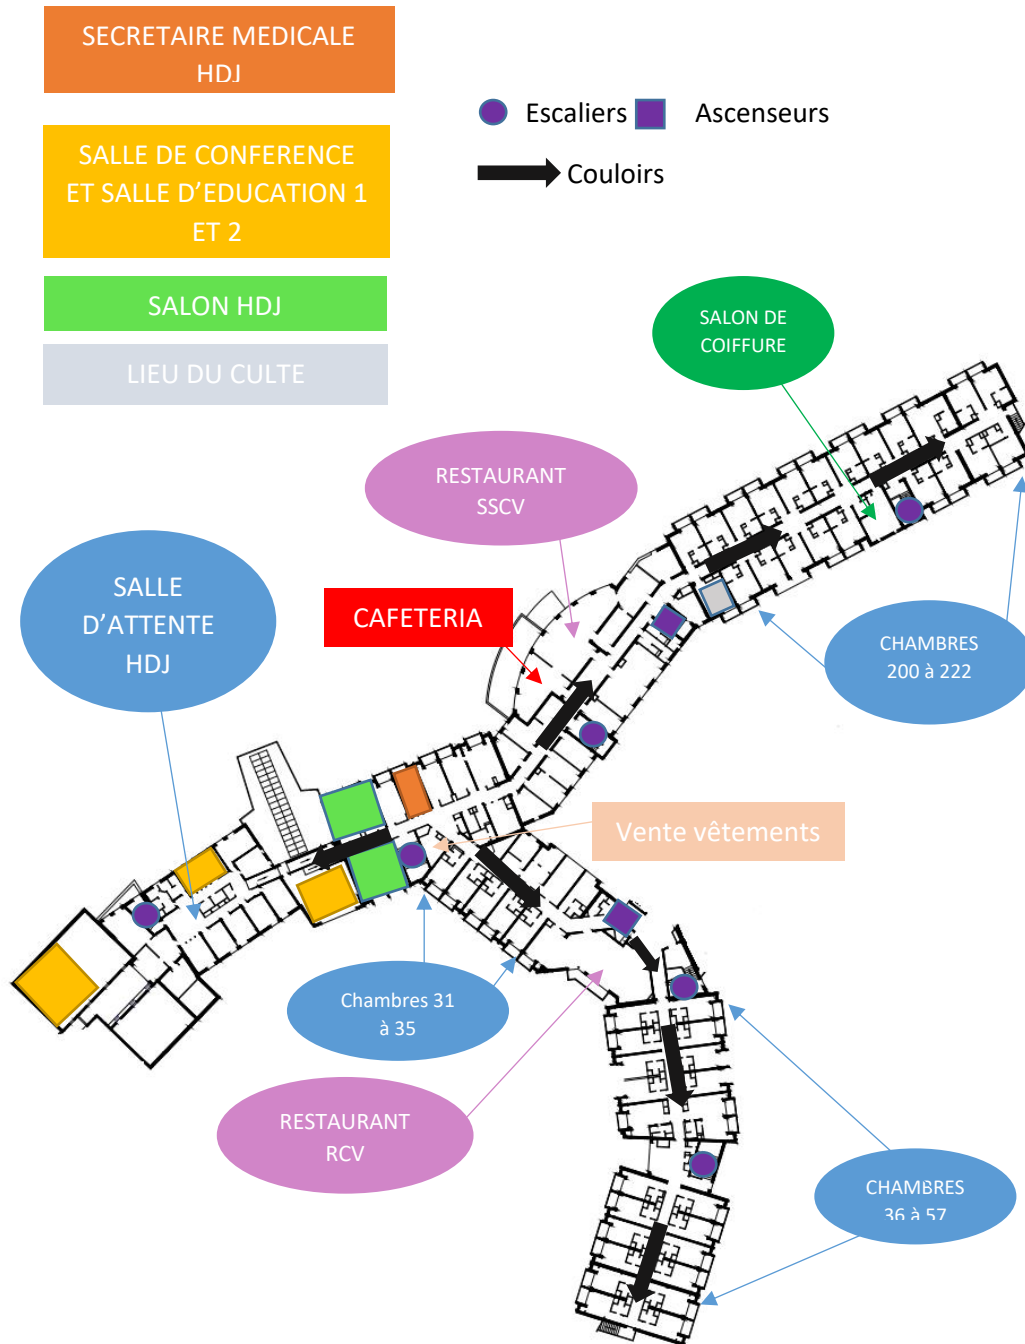 SECRETAIRE MEDICALE
HDJ
Escaliers
Ascenseurs
SALLE DE CONFERENCE
ET SALLE D'EDUCATION 1
ET 2
Couloirs
SALON HDJ
LIEU DU CULTE
SALON DE
COIFFURE
RESTAURANT
SSCV
SALLE
D'ATTENTE
HDJ
CAFETERIA
CHAMBRES
200 à 222
Vente vêtements
Chambres 31
à 35
RESTAURANT
RCV
CHAMBRES
36 à 57